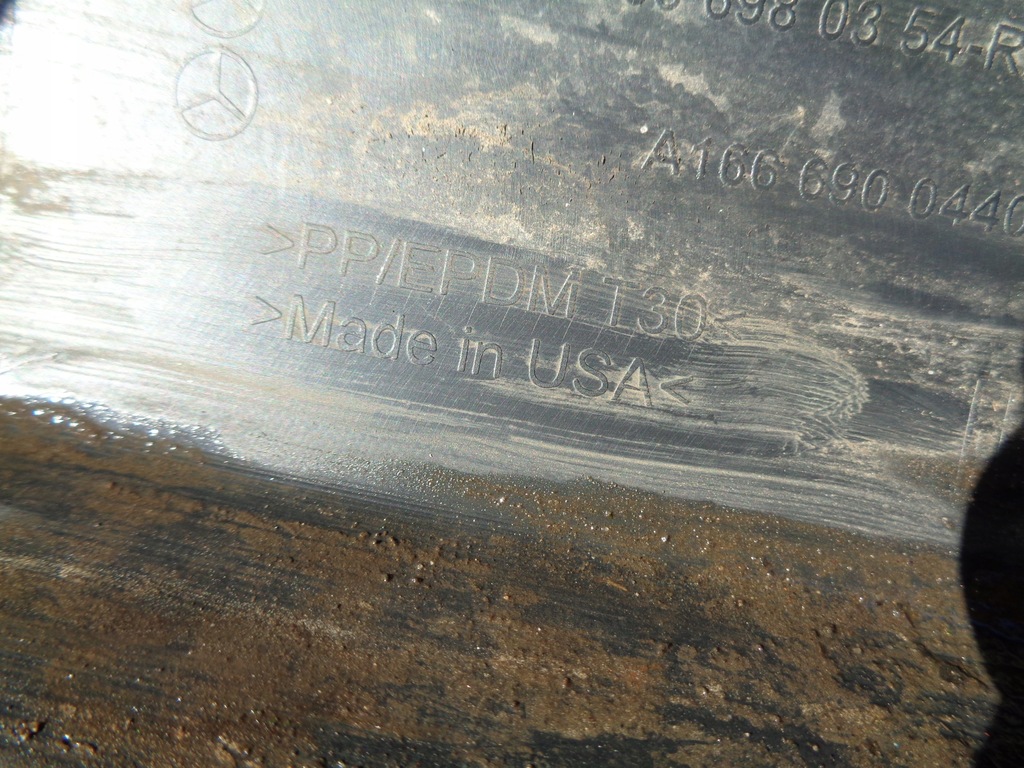 698 03 54-R
A166 690 0440
>PP/EPDM T30<
>Made in USA<